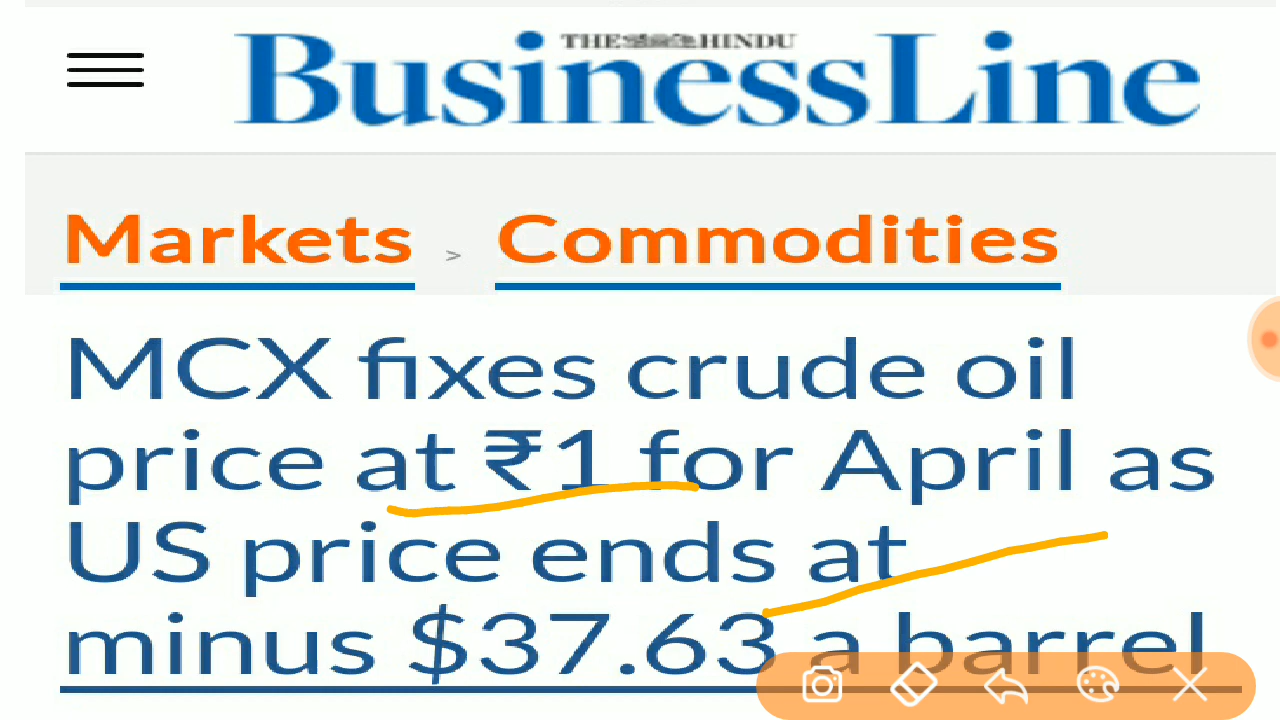 THE HINDU
BusinessLine
Markets > Commodities
MCX fixes crude oil
price at ₹1 for April as
US price ends at
minus $37.63 a barrel